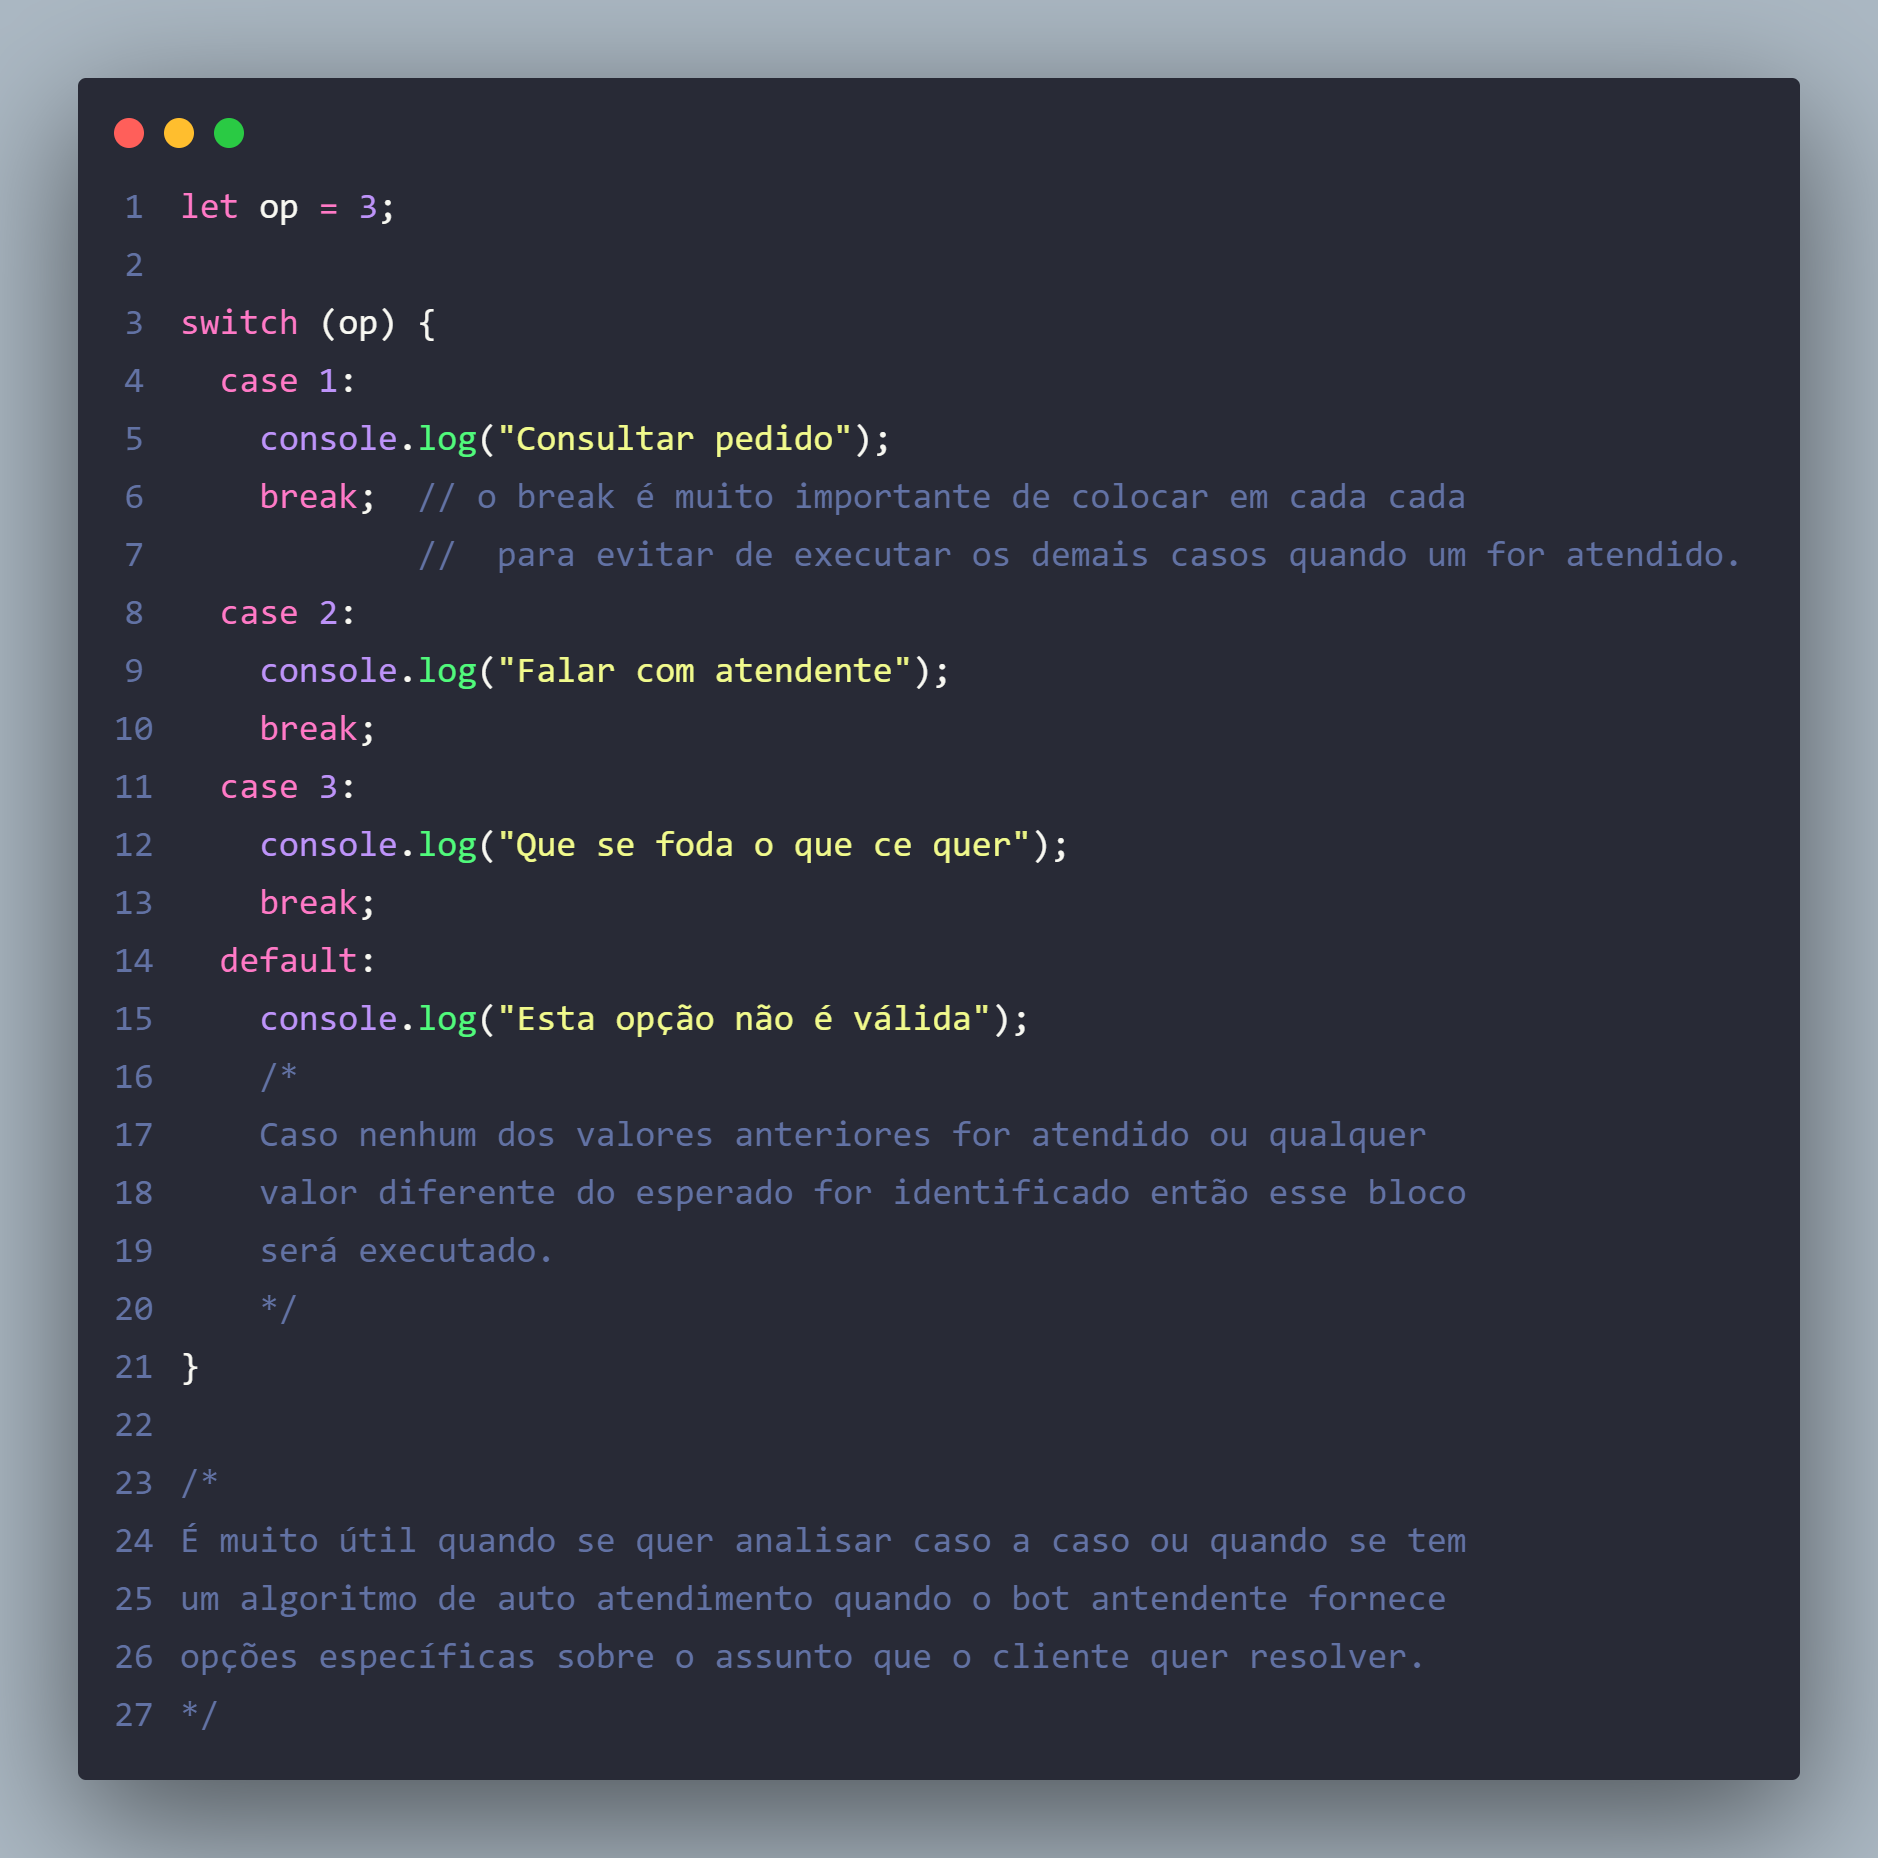 1 let op = 3;
2
3 switch (op) {
4   case 1:
5     console.log("Consultar pedido");
6     break;  // o break é muito importante de colocar em cada cada
7             //  para evitar de executar os demais casos quando um for atendido.
8   case 2:
9     console.log("Falar com atendente");
10     break;
11   case 3:
12     console.log("Que se foda o que ce quer");
13     break;
14   default:
15     console.log("Esta opção não é válida");
16     /*
17     Caso nenhum dos valores anteriores for atendido ou qualquer
18     valor diferente do esperado for identificado então esse bloco
19     será executado.
20     */
21 }
22
23 /*
24 É muito útil quando se quer analisar caso a caso ou quando se tem
25 um algoritmo de auto atendimento quando o bot antendente fornece
26 opções específicas sobre o assunto que o cliente quer resolver.
27 */